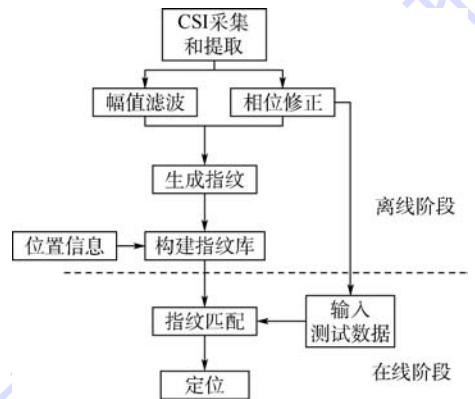 CSI采集
和提取
幅值滤波
相位修正
生成指纹
离线阶段
位置信息
构建指纹库
指纹匹配
输入
测试数据
在线阶段
定位